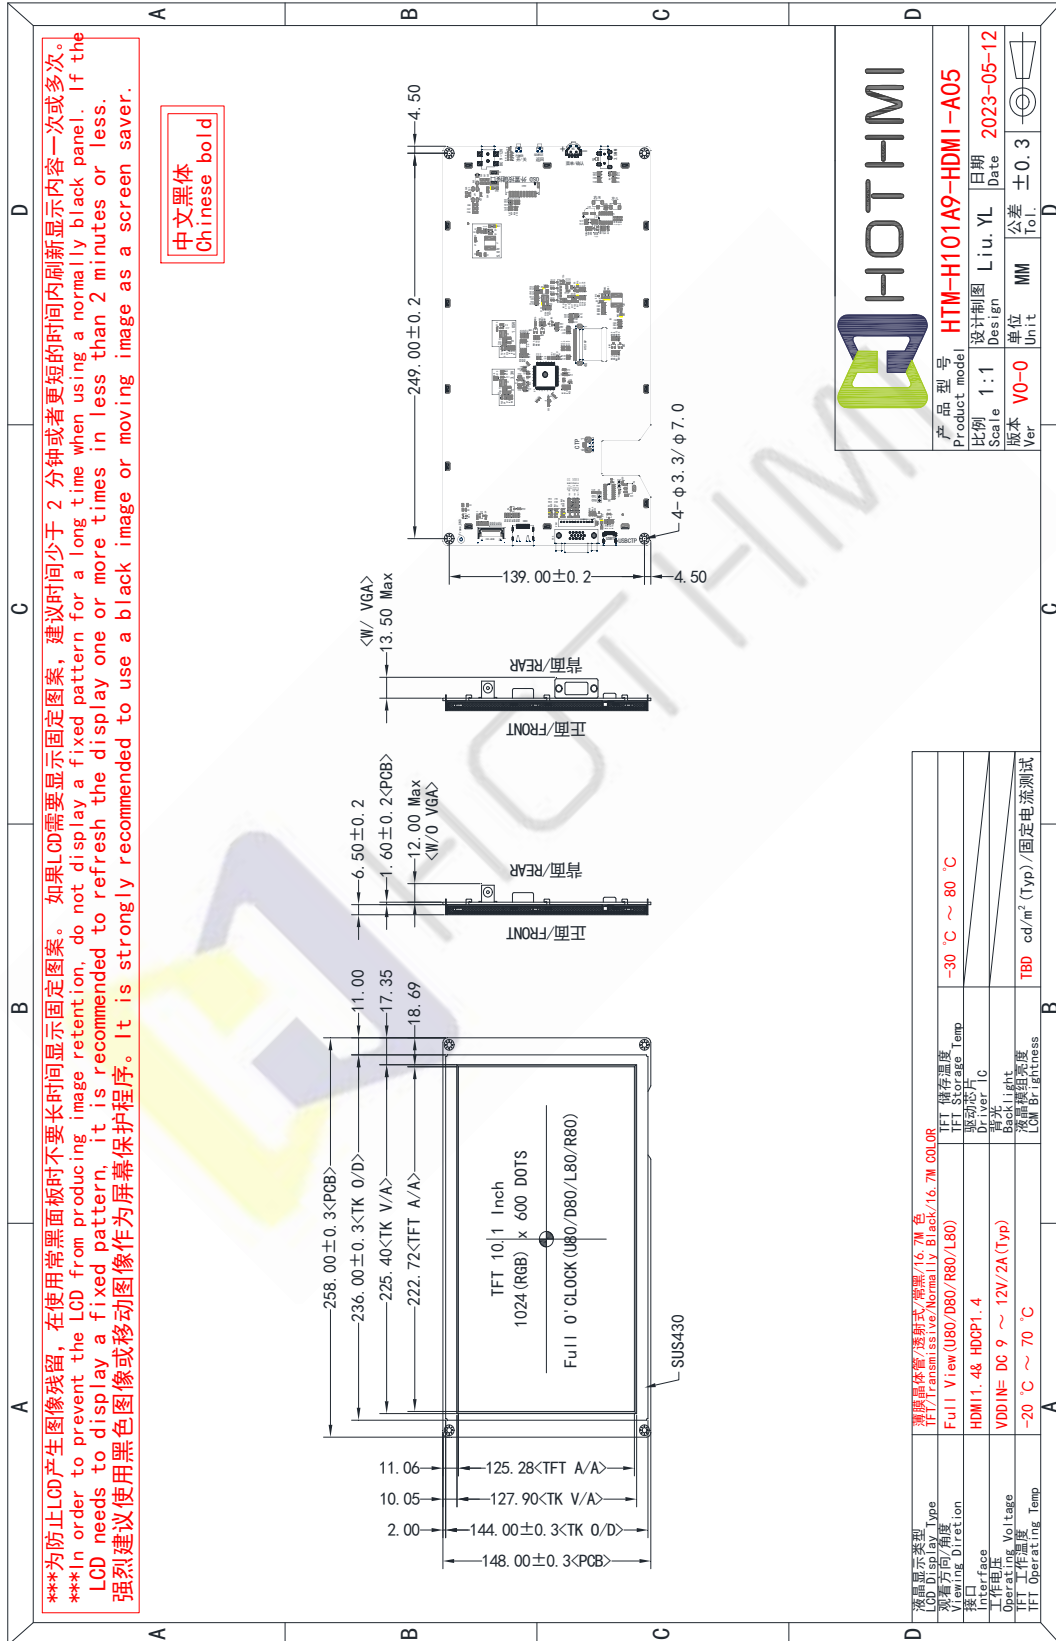 ***为防止LCD产生图像残留，在使用常黑面板时不要长时间显示固定图案。 如果LCD需要显示固定图案，建议时间少于 2 分钟或者更短的时间内刷新显示内容一次或多次。
***In order to prevent the LCD from producing image retention, do not display a fixed pattern for a long time when using a normally black panel. If the
LCD needs to display a fixed pattern, it is recommended to refresh the display one or more times in less than 2 minutes or less.
强烈建议使用黑色图像或移动图像作为屏幕保护程序。It is strongly recommended to use a black image or moving image as a screen saver.
中文黑体
Chinese bold
A
B
C
D
A
B
C
D
A
B
C
D
A
B
C
D
258.00±0.3<PCB>
11.00
236.00±0.3<TK O/D>
17.35
225.40<TK V/A>
18.69
222.72<TFT A/A>
TFT 10.1 Inch
1024(RGB) x 600 DOTS
Full O'CLOCK(U80/D80/L80/R80)
SUS430
11.06
125.28<TFT A/A>
10.05
127.90<TK V/A>
2.00
144.00±0.3<TK O/D>
148.00±0.3<PCB>
6.50±0.2
1.60±0.2<PCB>
12.00 Max
<W/O VGA>
背面/REAR
正面/FRONT
<W/ VGA>
13.50 Max
背面/REAR
正面/FRONT
4.50
249.00±0.2
139.00±0.2
4.50
4-φ3.3/φ7.0
CTP
USBCTP
HOTHMI
液晶显示类型
LCD Display Type
薄膜晶体管/透射式/常黑/16.7M 色
TFT/Transmissive/Normally Black/16.7M COLOR
观看方向/角度
Viewing Diretion
Full View(U80/D80/R80/L80)
接口
Interface
HDMI1.4& HDCP1.4
工作电压
Operating Voltage
VDDIN= DC 9 ～ 12V/2A(Typ)
TFT 工作温度
TFT Operating Temp
-20 ℃ ～ 70 ℃
TFT 储存温度
TFT Storage Temp
-30 ℃ ～ 80 ℃
驱动芯片
Driver IC
背光
Backlight
液晶模组亮度
LCM Brightness
TBD cd/m² (Typ)/固定电流测试
HOTHMI
产 品 型 号
Product model
HTM-H101A9-HDMI-A05
比例
Scale
1:1
设计制图
Design
Liu.YL
日期
Date
2023-05-12
版本
Ver
V0-0
单位
Unit
MM
公差
Tol.
±0.3